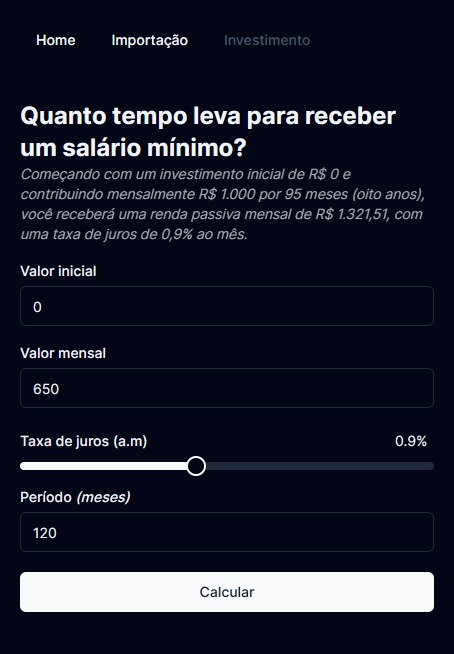 Home Importação Investimento
Quanto tempo leva para receber
um salário mínimo?
Começando com um investimento inicial de R$ 0 e
contribuindo mensalmente R$ 1.000 por 95 meses (oito anos),
você receberá uma renda passiva mensal de R$ 1.321,51, com
uma taxa de juros de 0,9% ao mês.
Valor inicial
0
Valor mensal
650
Taxa de juros (a.m) 0.9%
Período (meses)
120
Calcular